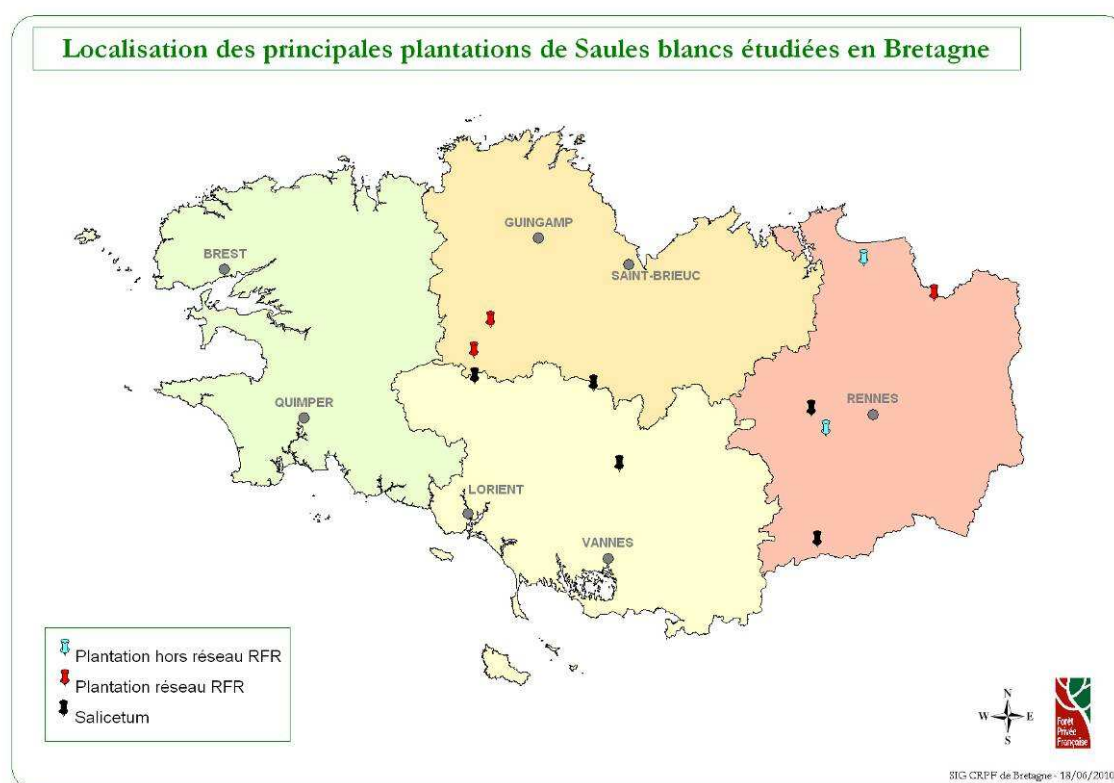 Localisation des principales plantations de Saules blancs étudiées en Bretagne
GUINGAMP
BREST
SAINT-BRIEUC
QUIMPER
RENNES
LORIENT
VANNES
Plantation hors réseau RFR
Plantation réseau RFR
Salicetum
N
W E
S
Forêt
Privée
Française
SIG CRPF de Bretagne - 18/06/2010